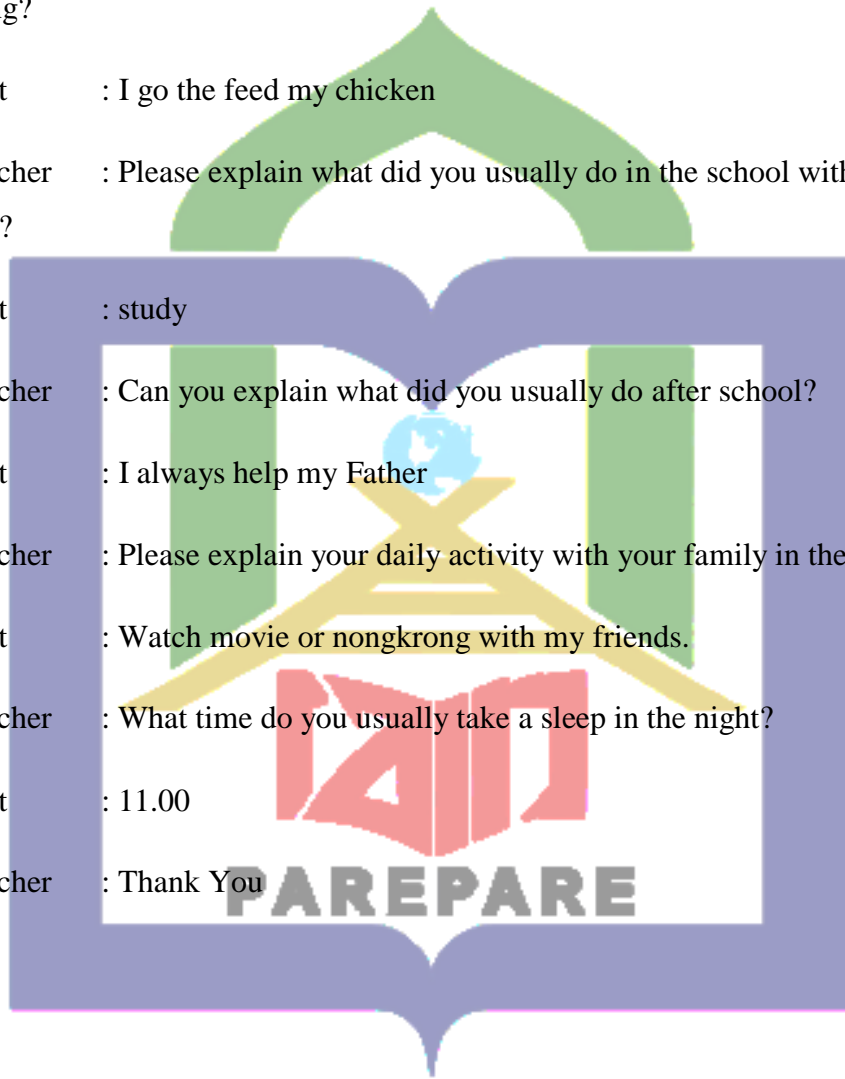 ng?
t : I go the feed my chicken
cher : Please explain what did you usually do in the school with
?
t : study
cher : Can you explain what did you usually do after school?
t : I always help my Father
cher : Please explain your daily activity with your family in the
t : Watch movie or nongkrong with my friends.
cher : What time do you usually take a sleep in the night?
t : 11.00
cher : Thank You
iain
PAREPARE